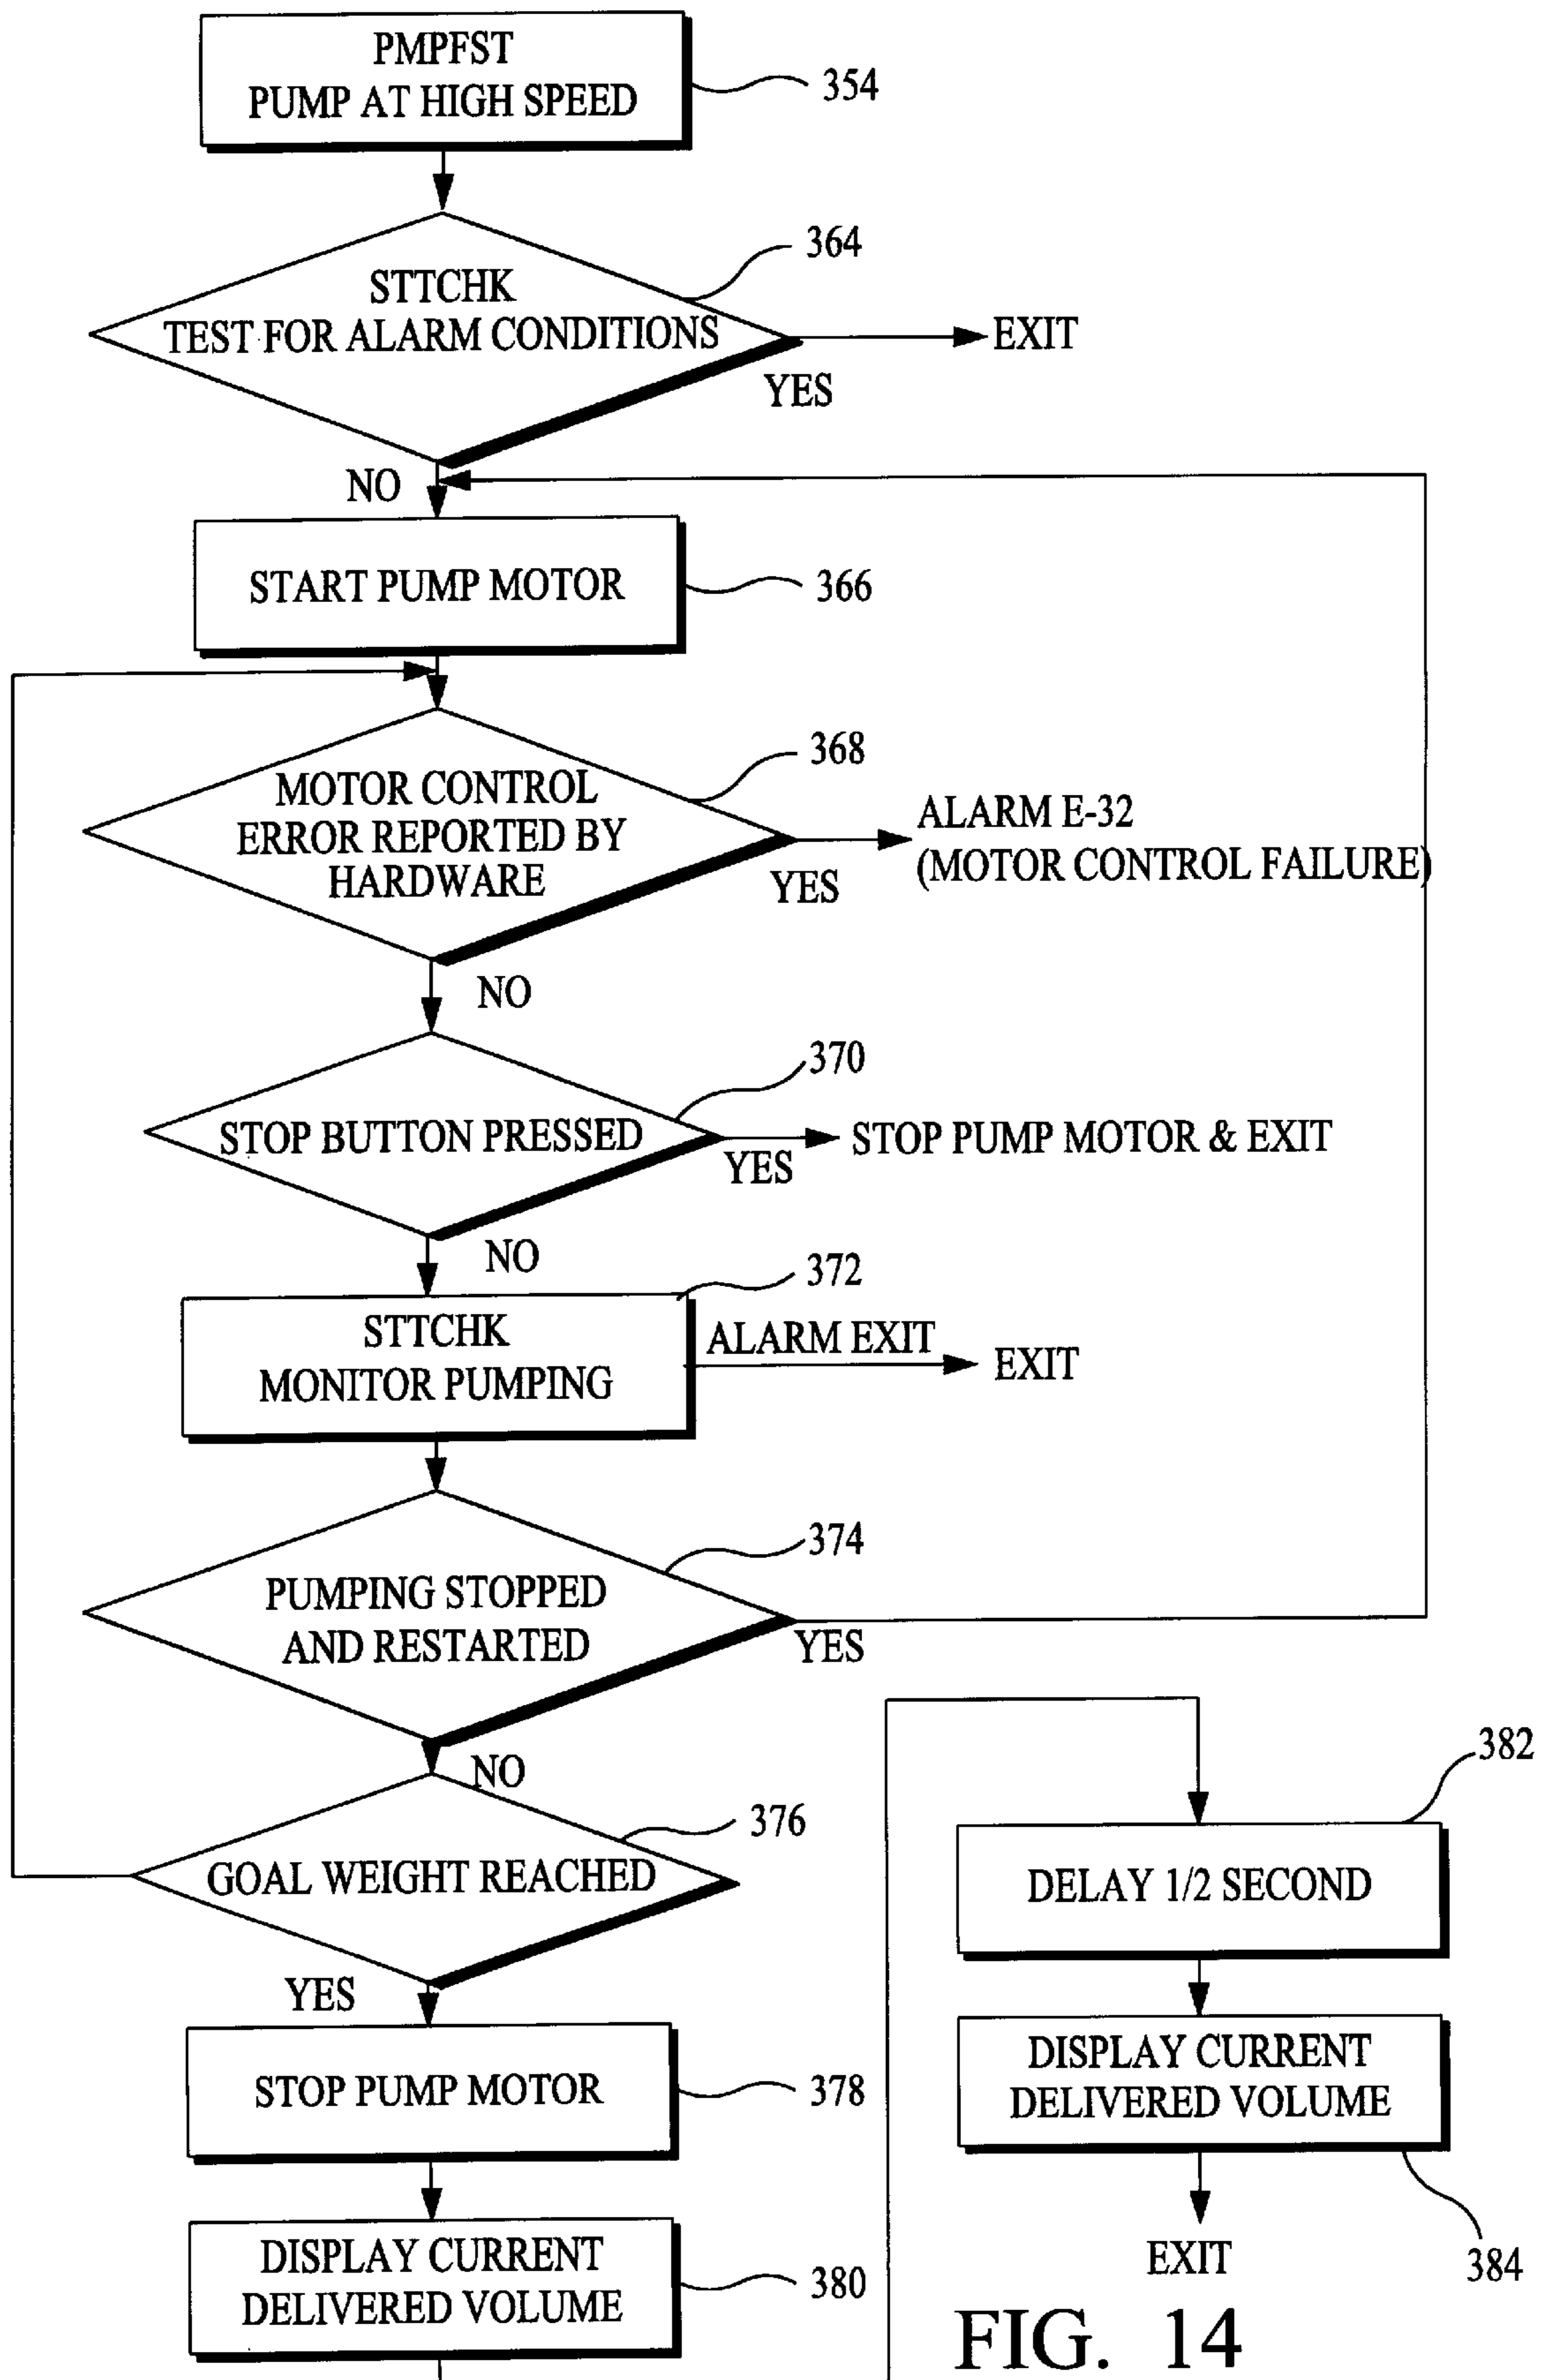 PMPFST
PUMP AT HIGH SPEED
354
STTCHK
TEST FOR ALARM CONDITIONS
364
EXIT
YES
NO
START PUMP MOTOR
366
MOTOR CONTROL
ERROR REPORTED BY
HARDWARE
368
ALARM E-32
(MOTOR CONTROL FAILURE)
YES
NO
STOP BUTTON PRESSED
370
STOP PUMP MOTOR & EXIT
YES
NO
STTCHK
MONITOR PUMPING
372
ALARM EXIT
EXIT
PUMPING STOPPED
AND RESTARTED
374
YES
NO
GOAL WEIGHT REACHED
376
YES
STOP PUMP MOTOR
378
DISPLAY CURRENT
DELIVERED VOLUME
380
DELAY 1/2 SECOND
382
DISPLAY CURRENT
DELIVERED VOLUME
384
EXIT
FIG. 14